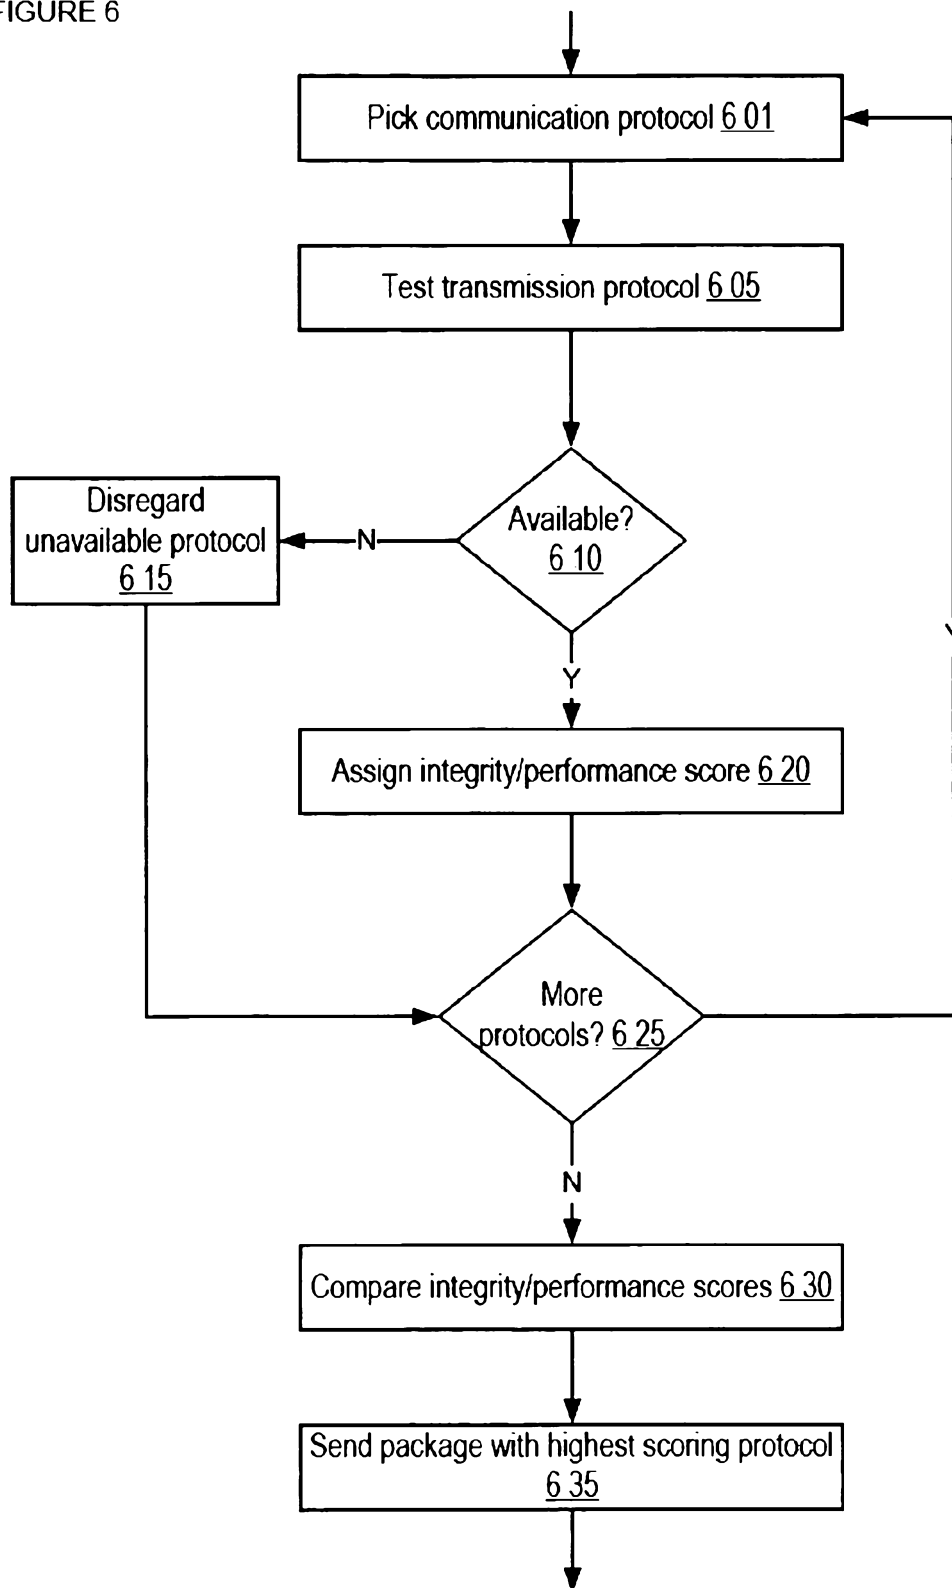 FIGURE 6
Pick communication protocol 6 01
Test transmission protocol 6 05
Available?
6 10
N
Disregard
unavailable protocol
6 15
Y
Assign integrity/performance score 6 20
More
protocols? 6 25
N
Compare integrity/performance scores 6 30
Send package with highest scoring protocol
6 35